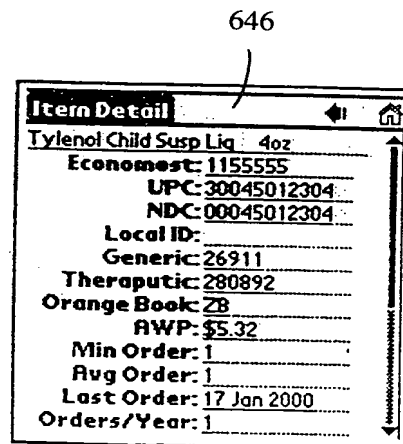 646
Item Detail
Tylenol Child Susp Liq 4oz
Economost: 1155555
UPC: 30045012304
NDC: 00045012304
Local ID:
Generic: 26911
Theraputic: 280892
Orange Book: ZB
AWP: $5.32
Min Order: 1
Avg Order: 1
Last Order: 17 Jan 2000
Orders/Year: 1